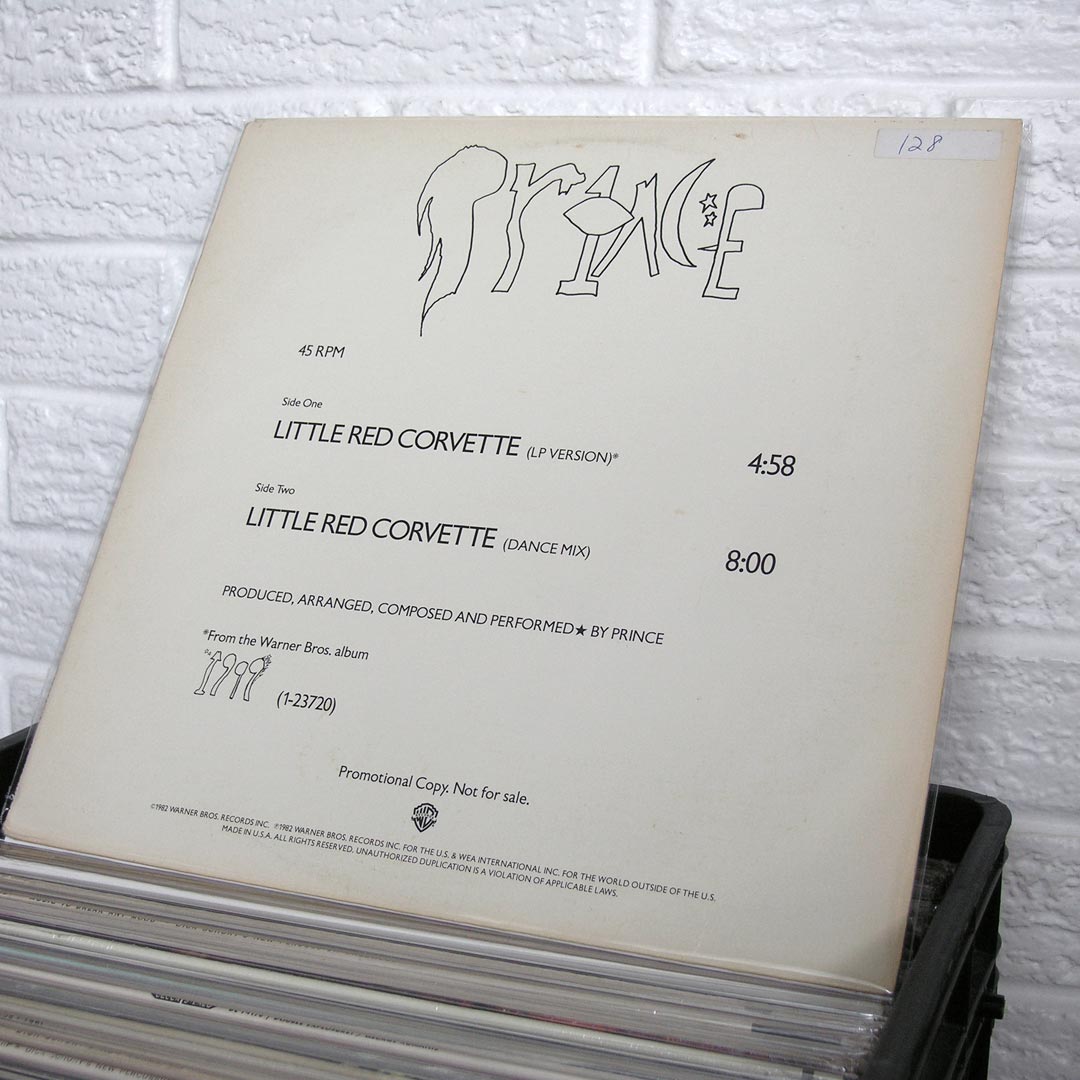 128
PRINCE
45 RPM
Side One
LITTLE RED CORVETTE (LP VERSION)* 4:58
Side Two
LITTLE RED CORVETTE (DANCE MIX) 8:00
PRODUCED, ARRANGED, COMPOSED AND PERFORMED★ BY PRINCE
*From the Warner Bros. album
1999 (1-23720)
Promotional Copy. Not for sale.
©1982 WARNER BROS. RECORDS INC. ℗1982 WARNER BROS. RECORDS INC. FOR THE U.S. & WEA INTERNATIONAL INC. FOR THE WORLD OUTSIDE OF THE U.S.
MADE IN U.S.A. ALL RIGHTS RESERVED. UNAUTHORIZED DUPLICATION IS A VIOLATION OF APPLICABLE LAWS.